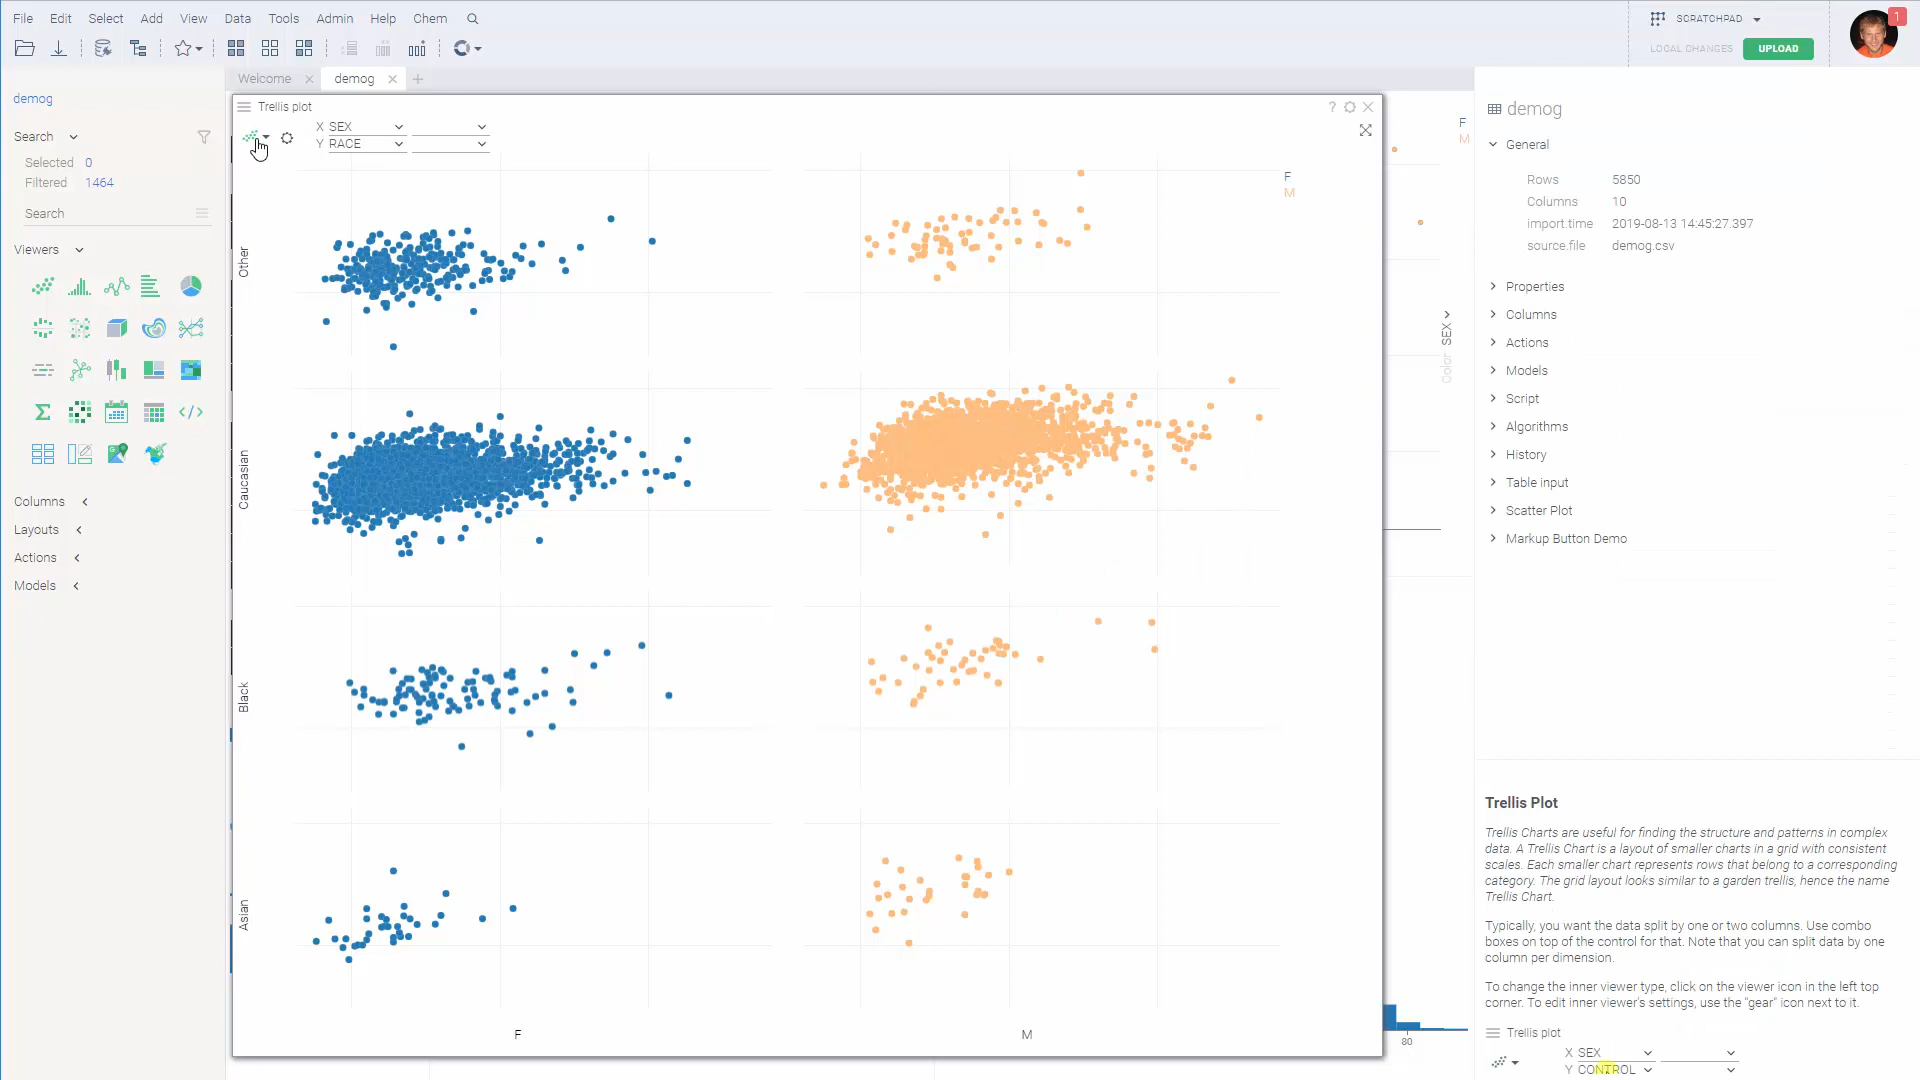 File Edit Select Add View Data Tools Admin Help Chem
SCRATCHPAD
1
LOCAL CHANGES UPLOAD
Welcome demog
demog
Search
Selected 0
Filtered 1464
Search
Viewers
Columns
Layouts
Actions
Models
Trellis plot
?
X SEX
Y RACE
F
M
Other
Caucasian
Black
Asian
F M
F
M
SEX
Color
80
demog
General
Rows 5850
Columns 10
import.time 2019-08-13 14:45:27.397
source.file demog.csv
Properties
Columns
Actions
Models
Script
Algorithms
History
Table input
Scatter Plot
Markup Button Demo
Trellis Plot
Trellis Charts are useful for finding the structure and patterns in complex
data. A Trellis Chart is a layout of smaller charts in a grid with consistent
scales. Each smaller chart represents rows that belong to a corresponding
category. The grid layout looks similar to a garden trellis, hence the name
Trellis Chart.
Typically, you want the data split by one or two columns. Use combo
boxes on top of the control for that. Note that you can split data by one
column per dimension.
To change the inner viewer type, click on the viewer icon in the left top
corner. To edit inner viewer's settings, use the "gear" icon next to it.
Trellis plot
X SEX
Y CONTROL